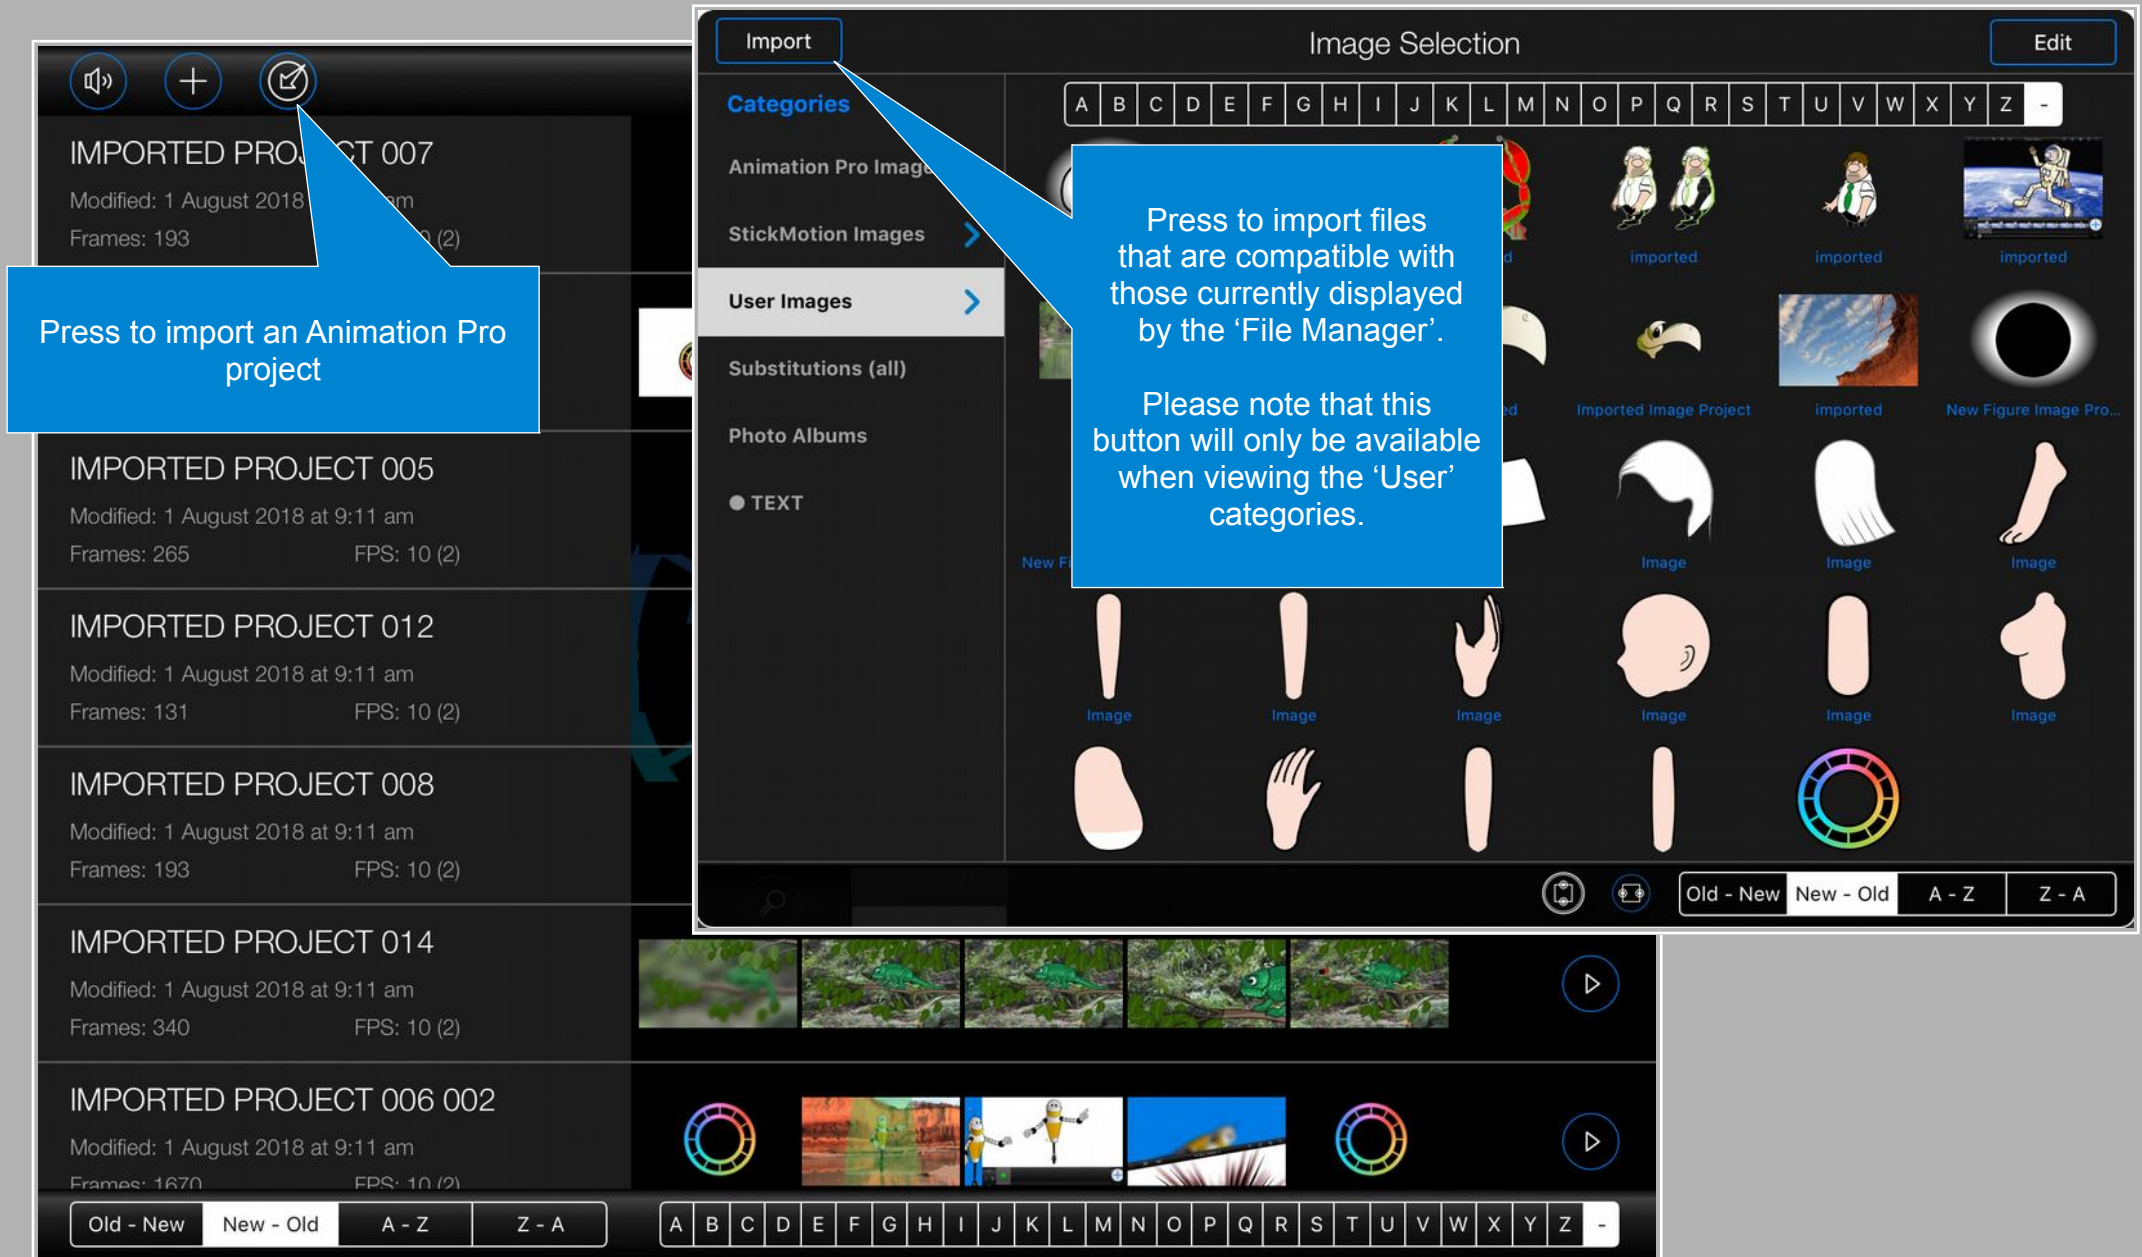 IMPORTED PROJECT 007
Modified: 1 August 2018
Frames: 193
(2)
Press to import an Animation Pro
project
IMPORTED PROJECT 005
Modified: 1 August 2018 at 9:11 am
Frames: 265 FPS: 10 (2)
IMPORTED PROJECT 012
Modified: 1 August 2018 at 9:11 am
Frames: 131 FPS: 10 (2)
IMPORTED PROJECT 008
Modified: 1 August 2018 at 9:11 am
Frames: 193 FPS: 10 (2)
IMPORTED PROJECT 014
Modified: 1 August 2018 at 9:11 am
Frames: 340 FPS: 10 (2)
IMPORTED PROJECT 006 002
Modified: 1 August 2018 at 9:11 am
Frames: 1670 FPS: 10 (2)
Old - New New - Old A - Z Z - A
A B C D E F G H I J K L M N O P Q R S T U V W X Y Z -
Import Image Selection Edit
Categories
A B C D E F G H I J K L M N O P Q R S T U V W X Y Z -
Animation Pro Image
StickMotion Images
User Images
Substitutions (all)
Photo Albums
● TEXT
Press to import files
that are compatible with
those currently displayed
by the ‘File Manager’.
Please note that this
button will only be available
when viewing the ‘User’
categories.
imported imported imported
Imported Image Project imported New Figure Image Pro...
New Image Image Image
Image Image Image Image Image Image
Old - New New - Old A - Z Z - A